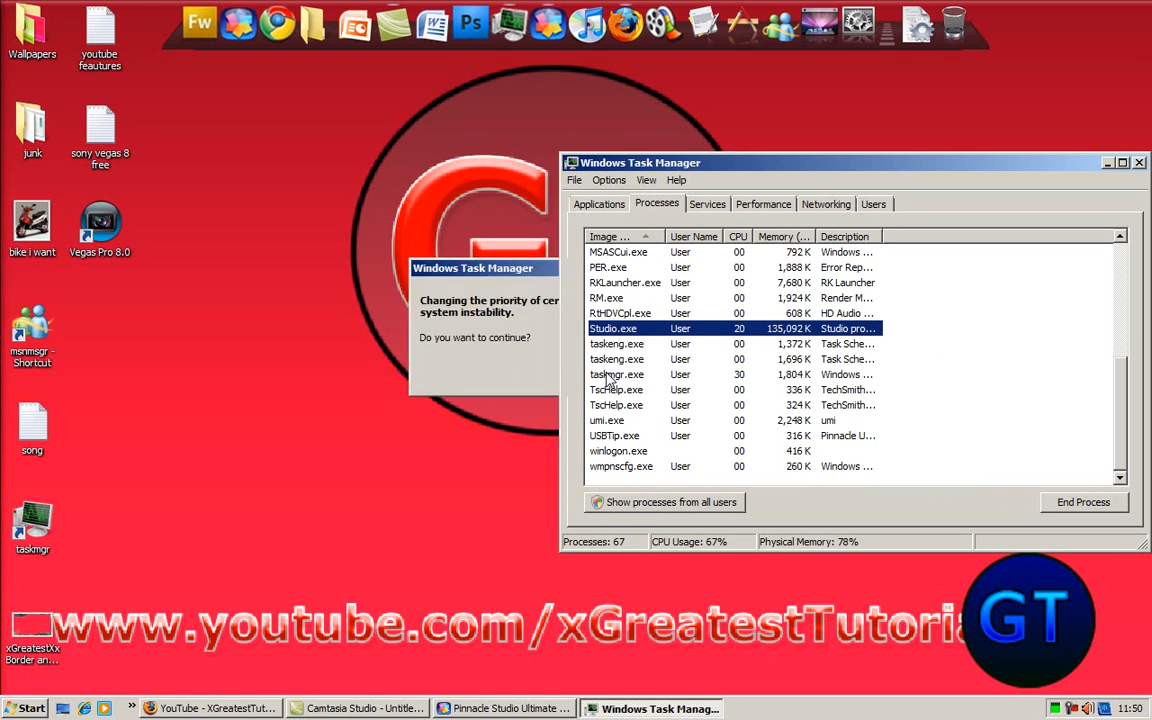 Fw
Ps
Wallpapers
youtube
feautures
junk
sony vegas 8
free
bike i want
Vegas Pro 8.0
msnmsgr -
Shortcut
song
taskmgr
xGreatestXx
Border an...
G
Windows Task Manager
Changing the priority of cer
system instability.
Do you want to continue?
Windows Task Manager
File Options View Help
Applications Processes Services Performance Networking Users
Image ... User Name CPU Memory (... Description
MSASCui.exe User 00 792 K Windows ...
PER.exe User 00 1,888 K Error Rep...
RKLauncher.exe User 00 7,680 K RK Launcher
RM.exe User 00 1,924 K Render M...
RtHDVCpl.exe User 00 608 K HD Audio ...
Studio.exe User 20 135,092 K Studio pro...
taskeng.exe User 00 1,372 K Task Sche...
taskeng.exe User 00 1,696 K Task Sche...
taskmgr.exe User 30 1,804 K Windows ...
TscHelp.exe User 00 336 K TechSmith...
TscHelp.exe User 00 324 K TechSmith...
umi.exe User 00 2,248 K umi
USBTip.exe User 00 316 K Pinnacle U...
winlogon.exe 00 416 K
wmpnscfg.exe User 00 260 K Windows ...
Show processes from all users End Process
Processes: 67 CPU Usage: 67% Physical Memory: 78%
www.youtube.com/xGreatestTutoria
GT
Start YouTube - XGreatestTut... Camtasia Studio - Untitle... Pinnacle Studio Ultimate ... Windows Task Manag... 11:50